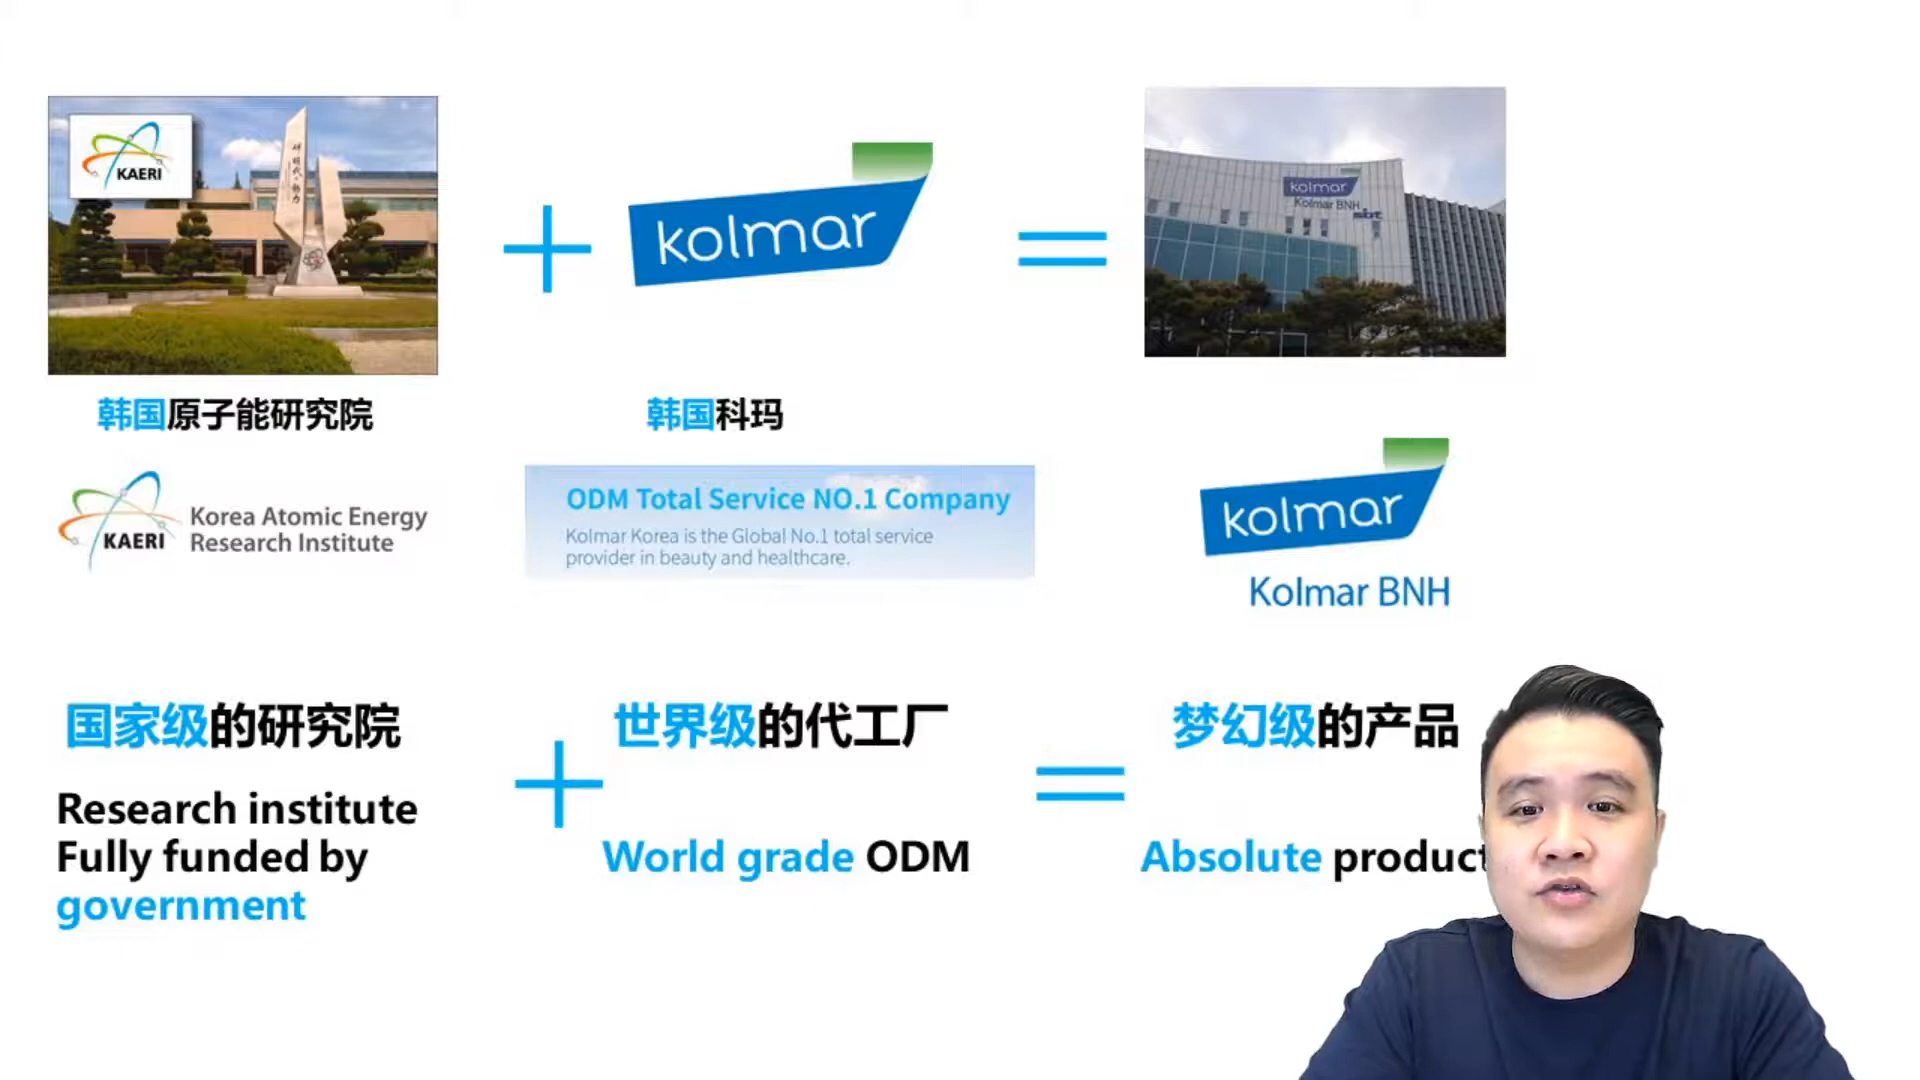 KAERI
kolmar
kolmar
Kolmar BNH
韩国原子能研究院
韩国科玛
KAERI
Korea Atomic Energy
Research Institute
ODM Total Service NO.1 Company
Kolmar Korea is the Global No.1 total service
provider in beauty and healthcare.
kolmar
Kolmar BNH
国家级的研究院
世界级的代工厂
梦幻级的产品
Research institute
Fully funded by
government
World grade ODM
Absolute product